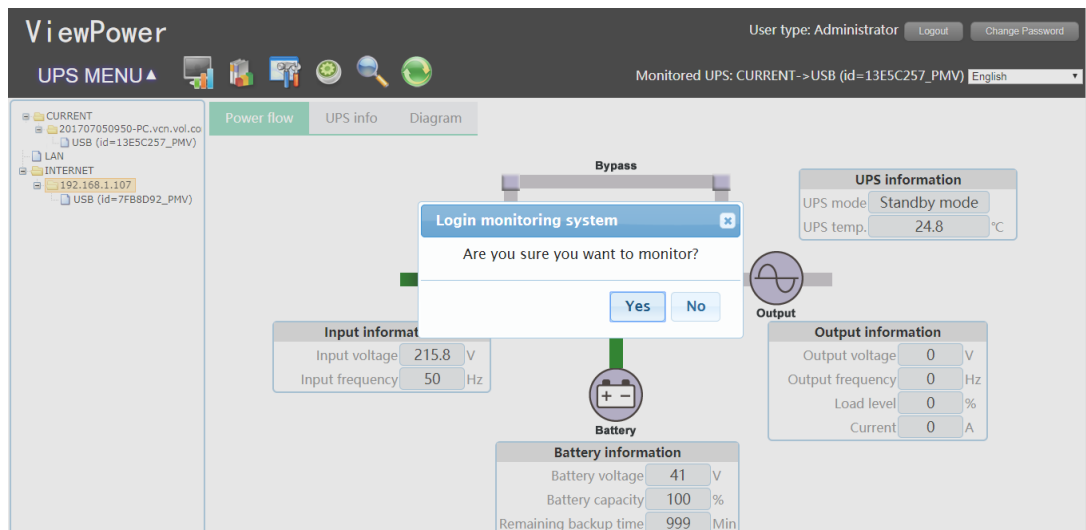 ViewPower
User type: Administrator Logout Change Password
UPS MENU▲
Monitored UPS: CURRENT->USB (id=13E5C257_PMV) English
CURRENT
201707050950-PC.vcn.vol.co
USB (id=13E5C257_PMV)
LAN
INTERNET
192.168.1.107
USB (id=7FB8D92_PMV)
Power flow UPS info Diagram
Bypass
UPS information
UPS mode Standby mode
UPS temp. 24.8 ℃
Login monitoring system
Are you sure you want to monitor?
Yes No
Output
Input informat
Input voltage 215.8 V
Input frequency 50 Hz
Output information
Output voltage 0 V
Output frequency 0 Hz
Load level 0 %
Current 0 A
Battery
Battery information
Battery voltage 41 V
Battery capacity 100 %
Remaining backup time 999 Min